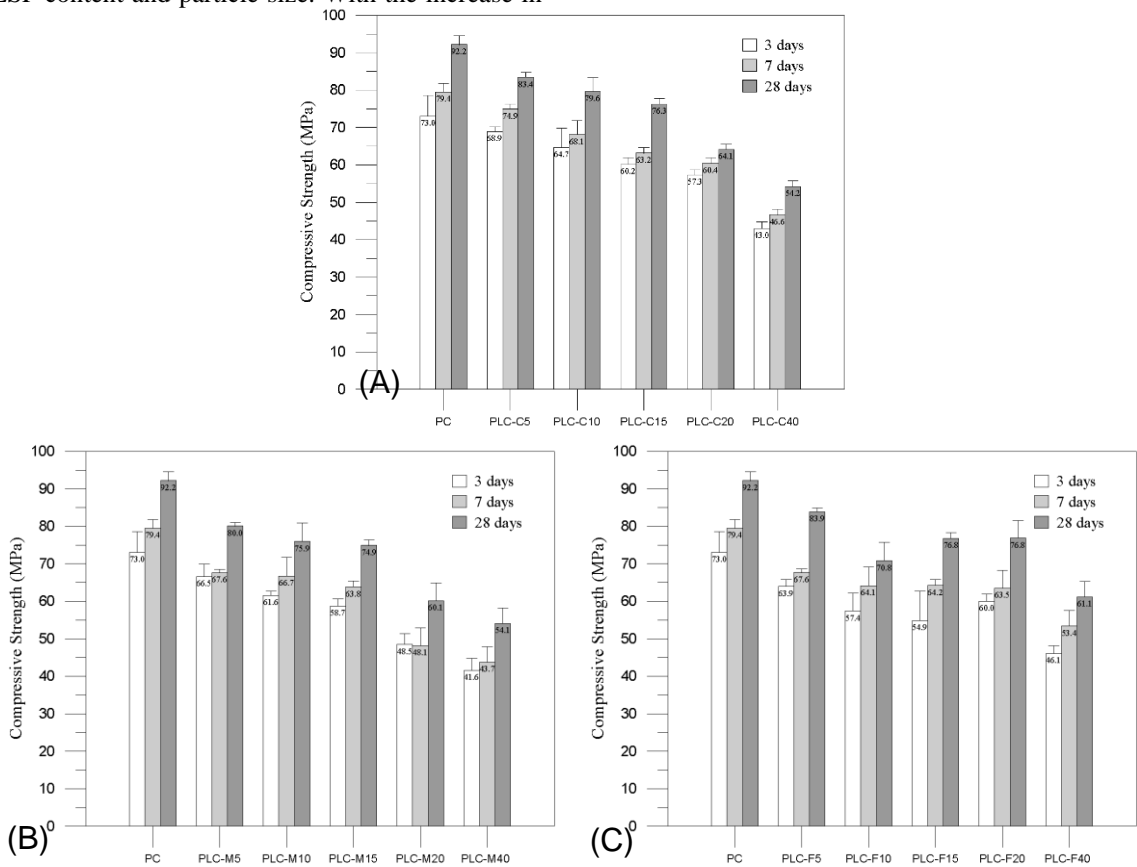 content and particle size. With the increase in
100
90
80
70
60
50
40
30
20
10
0
Compressive Strength (MPa)
3 days
7 days
28 days
73.0 79.4 92.2
68.9 74.9 83.4
64.7 68.1 79.6
60.2 63.2 76.3
57.3 60.4 64.1
43.0 46.6 54.2
(A)
PC PLC-C5 PLC-C10 PLC-C15 PLC-C20 PLC-C40
100
90
80
70
60
50
40
30
20
10
0
Compressive Strength (MPa)
3 days
7 days
28 days
73.0 79.4 92.2
66.5 67.6 80.0
61.6 66.7 75.9
58.7 63.8 74.9
48.5 48.1 60.1
41.6 43.7 54.1
(B)
PC PLC-M5 PLC-M10 PLC-M15 PLC-M20 PLC-M40
100
90
80
70
60
50
40
30
20
10
0
Compressive Strength (MPa)
3 days
7 days
28 days
73.0 79.4 92.2
63.9 67.6 83.9
57.4 64.1 70.8
54.9 64.2 76.8
60.0 63.5 76.8
46.1 53.4 61.1
(C)
PC PLC-F5 PLC-F10 PLC-F15 PLC-F20 PLC-F40